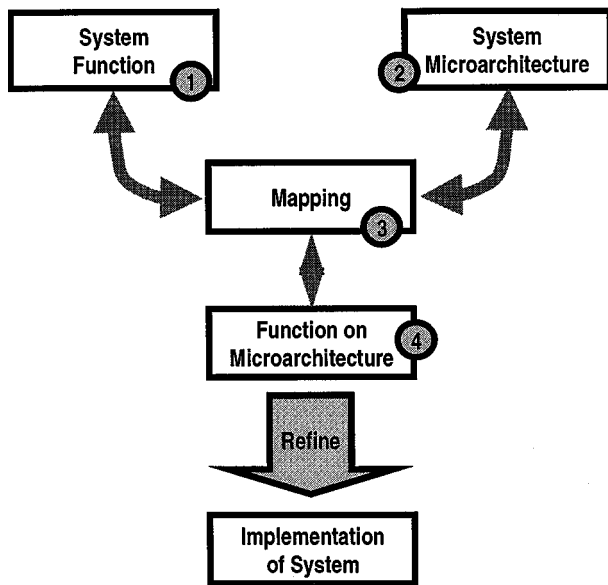 System
Function
1
System
Microarchitecture
2
Mapping
3
Function on
Microarchitecture
4
Refine
Implementation
of System